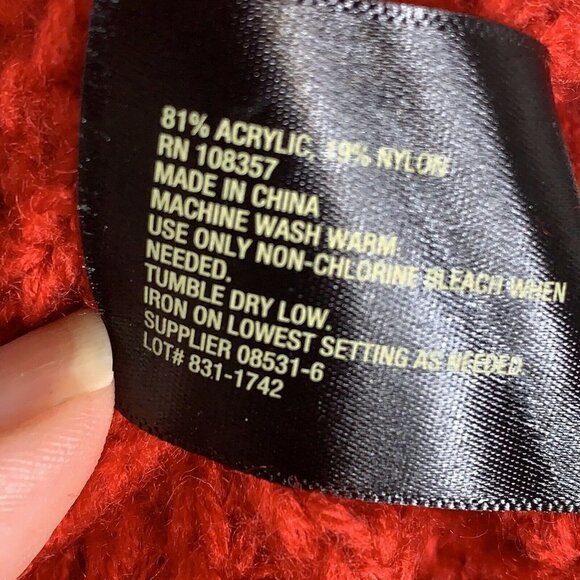 81% ACRYLIC, 19% NYLON
RN 108357
MADE IN CHINA
MACHINE WASH WARM.
USE ONLY NON-CHLORINE BLEACH WHEN
NEEDED.
TUMBLE DRY LOW.
IRON ON LOWEST SETTING AS NEEDED.
SUPPLIER 08531-6
LOT# 831-1742